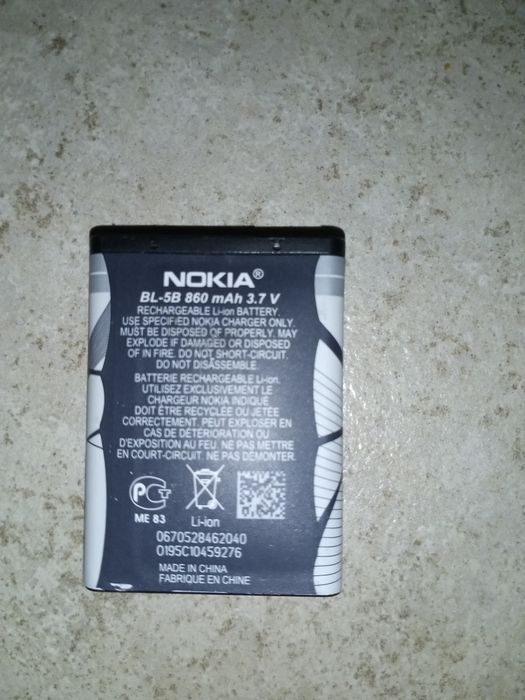 NOKIA®
BL-5B 860 mAh 3.7 V
RECHARGEABLE Li-ion BATTERY.
USE SPECIFIED NOKIA CHARGER ONLY.
MUST BE DISPOSED OF PROPERLY. MAY
EXPLODE IF DAMAGED OR DISPOSED
OF IN FIRE. DO NOT SHORT-CIRCUIT.
DO NOT DISASSEMBLE.
BATTERIE RECHARGEABLE Li-ion.
UTILISEZ EXCLUSIVEMENT LE
CHARGEUR NOKIA INDIQUÉ
DOIT ÊTRE RECYCLÉE OU JETÉE
CORRECTEMENT. PEUT EXPLOSER EN
CAS DE DÉTÉRIORATION OU
D'EXPOSITION AU FEU. NE PAS METTRE
EN COURT-CIRCUIT. NE PAS DÉMONTER.
PCT
ME 83
Li-ion
0670528462040
0195C10459276
MADE IN CHINA
FABRIQUE EN CHINE